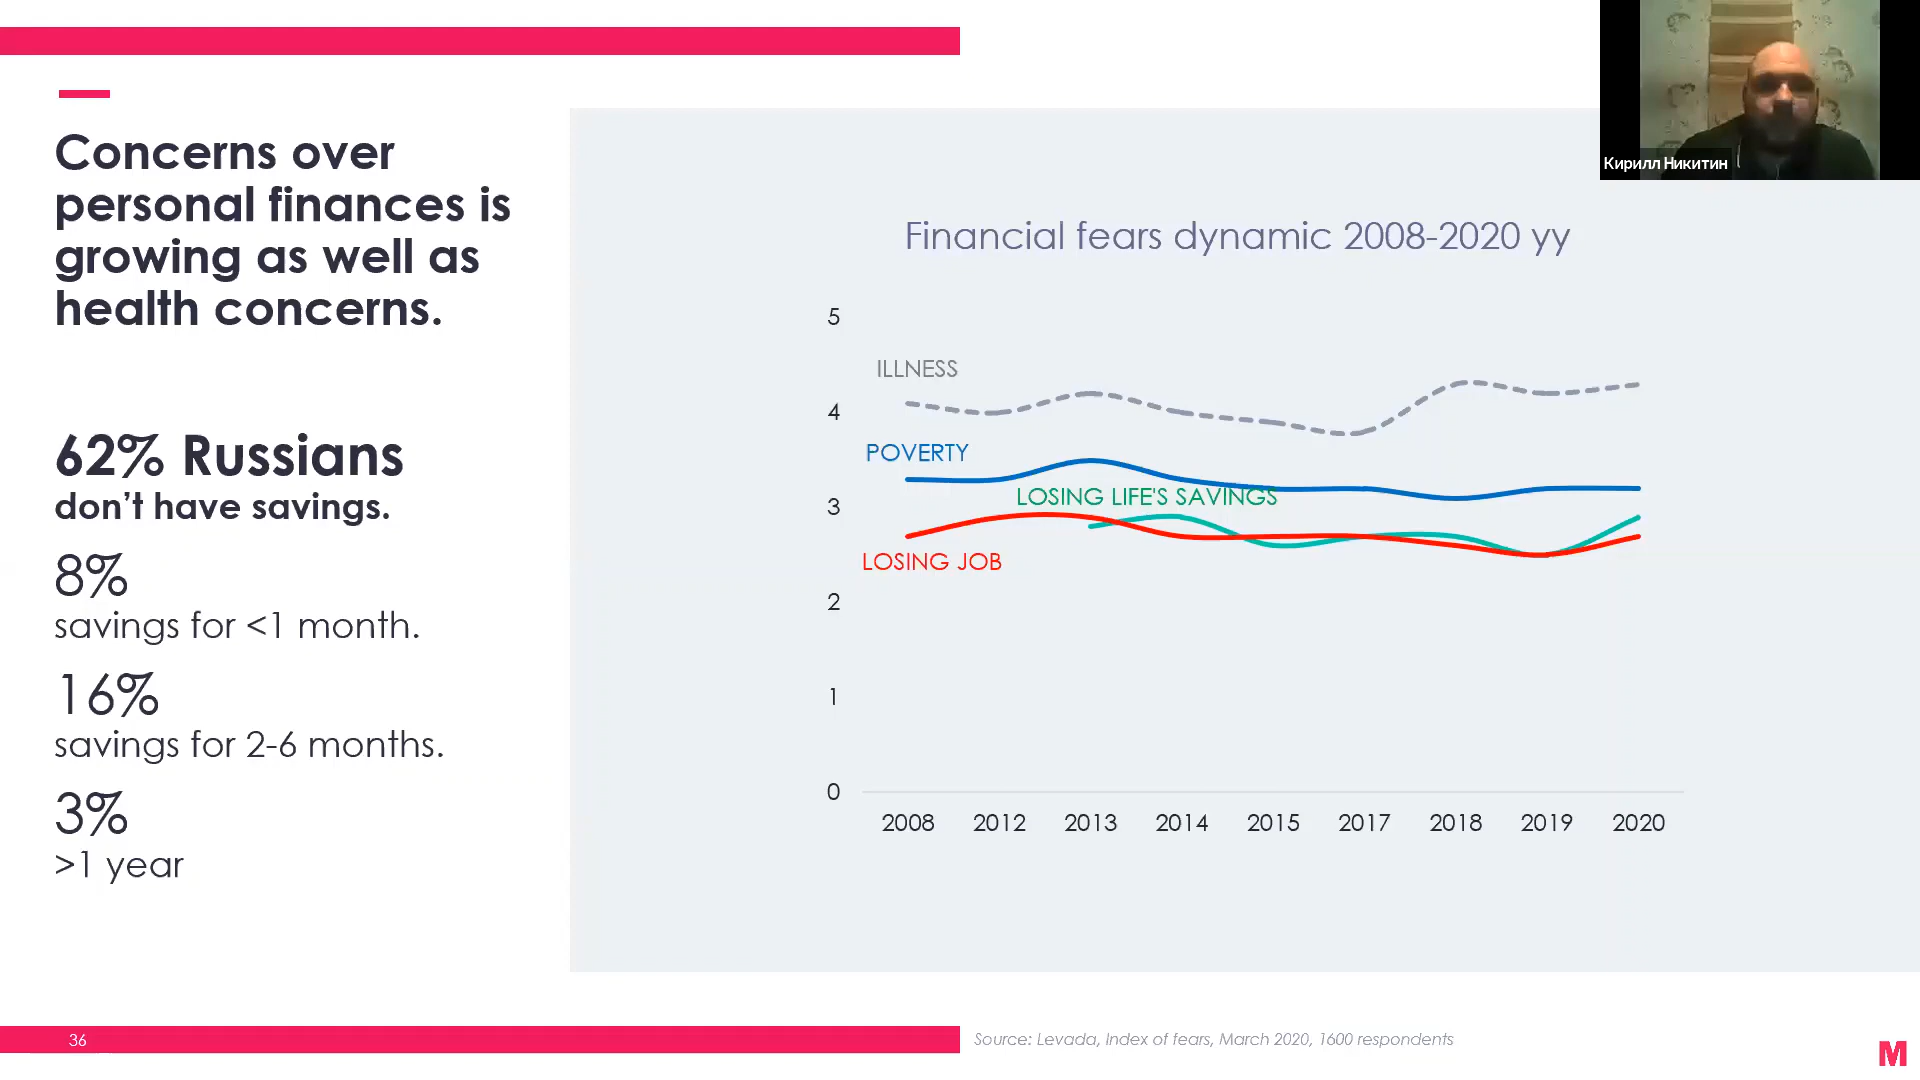 Concerns over
personal finances is
growing as well as
health concerns.
62% Russians
don’t have savings.
8%
savings for <1 month.
16%
savings for 2-6 months.
3%
>1 year
Кирилл Никитин
Financial fears dynamic 2008-2020 yy
5
ILLNESS
4
POVERTY
LOSING LIFE'S SAVINGS
3
LOSING JOB
2
1
0
2008 2012 2013 2014 2015 2017 2018 2019 2020
36
Source: Levada, Index of fears, March 2020, 1600 respondents
M